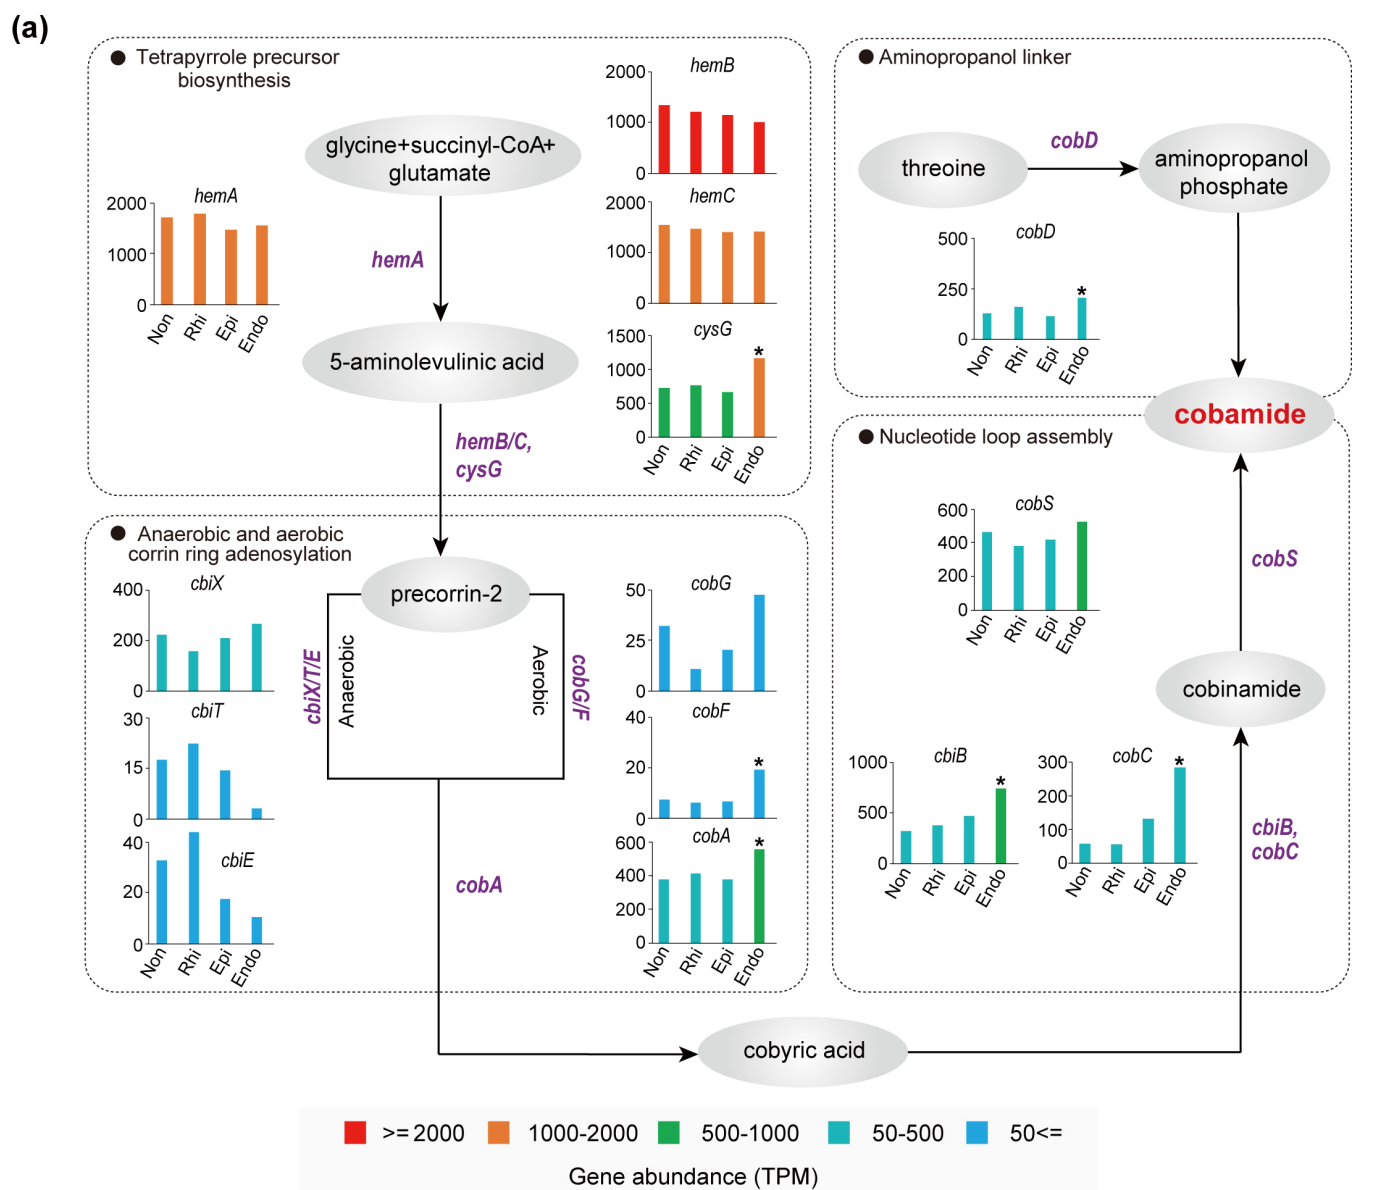 (a)
Tetrapyrrole precursor
biosynthesis
glycine+succinyl-CoA+
glutamate
hemA
2000
1000
0
Non
Rhi
Epi
Endo
hemA
5-aminolevulinic acid
hemB/C,
cysG
hemB
2000
1000
0
hemC
2000
1000
0
cysG
1500
1000
500
0
*
Non
Rhi
Epi
Endo
Anaerobic and aerobic
corrin ring adenosylation
precorrin-2
cbiX
400
200
0
cbiT
30
15
0
cbiE
40
20
0
Non
Rhi
Epi
Endo
cbiX/T/E
Anaerobic
Aerobic
cobG/F
cobA
cobG
50
25
0
cobF
40
20
0
*
cobA
600
400
200
0
*
Non
Rhi
Epi
Endo
Aminopropanol linker
threoine
cobD
aminopropanol
phosphate
cobD
500
250
0
*
Non
Rhi
Epi
Endo
cobamide
Nucleotide loop assembly
cobS
600
400
200
0
Non
Rhi
Epi
Endo
cobS
cobinamide
cbiB
1000
500
0
*
Non
Rhi
Epi
Endo
cobC
300
200
100
0
*
Non
Rhi
Epi
Endo
cbiB,
cobC
cobyric acid
>=2000 1000-2000 500-1000 50-500 50<=
Gene abundance (TPM)